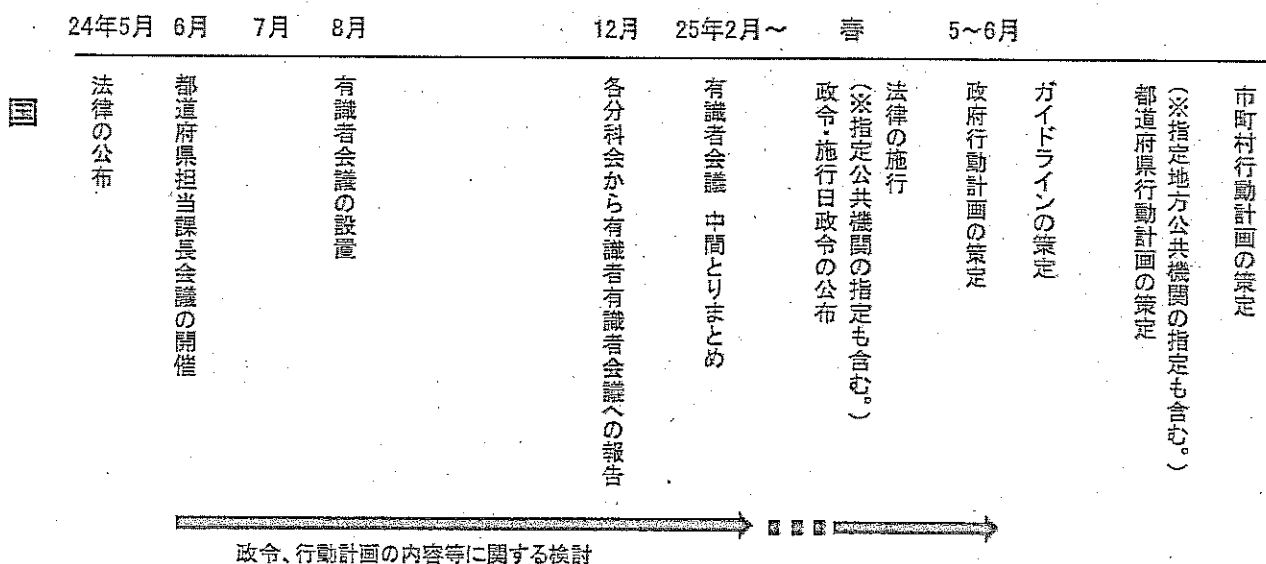 24年5月 6月 7月 8月 12月 25年2月～ 春 5～6月
国
法律の公布
都道府県担当課長会議の開催
有識者会議の設置
各分科会から有識者有識者会議への報告
有識者会議 中間とりまとめ
政令・施行日政令の公布
（※指定公共機関の指定も含む。）
法律の施行
政府行動計画の策定
ガイドラインの策定
都道府県行動計画の策定
（※指定地方公共機関の指定も含む。）
市町村行動計画の策定
政令、行動計画の内容等に関する検討